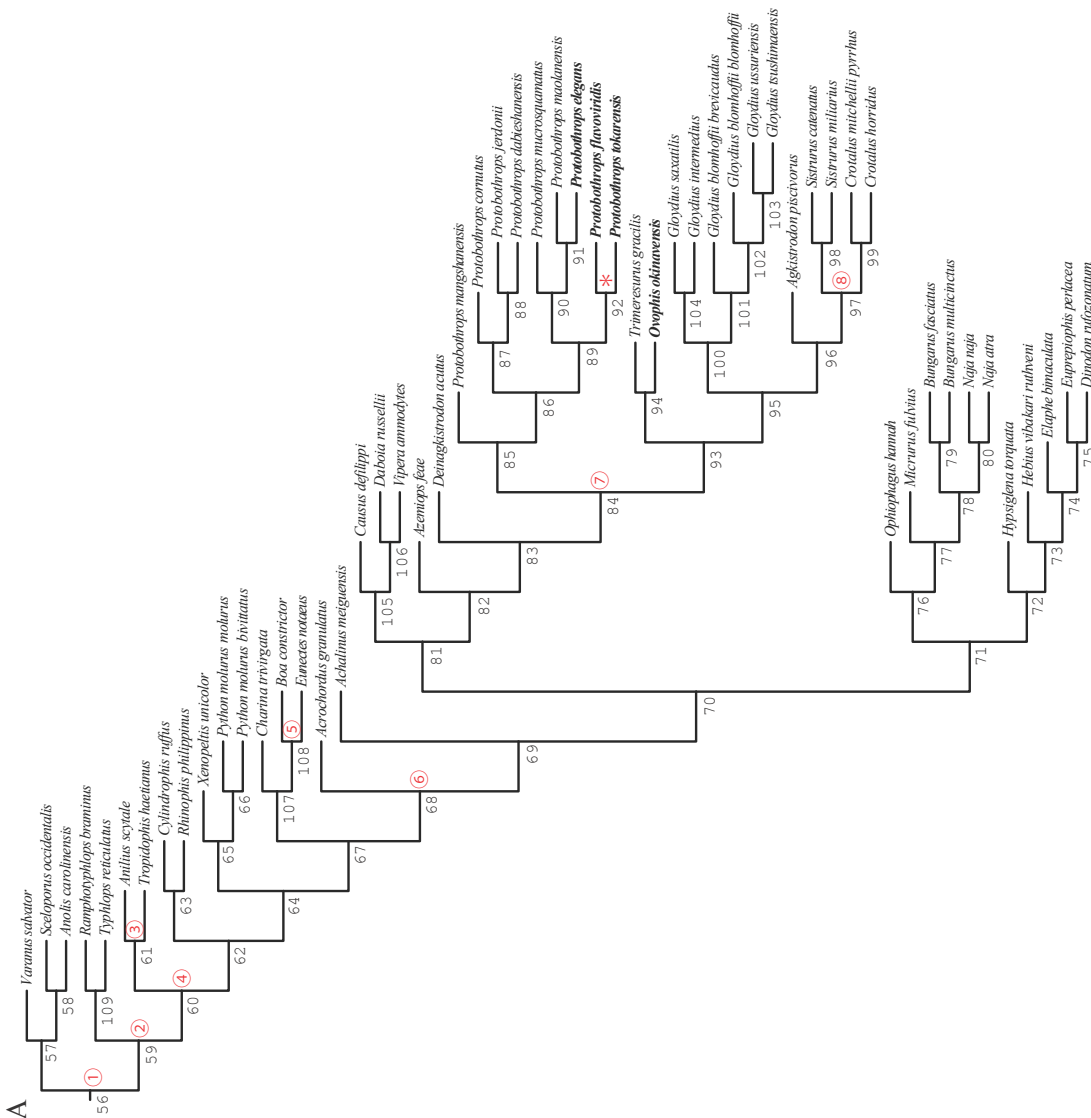 A
Varanus salvator
Sceloporus occidentalis
Anolis carolinensis
Ramphotyphlops braminus
Typhlops reticulatus
Anilius scytale
Tropidophis haetianus
Cylindrophis ruffus
Rhinophis philippinus
Xenopeltis unicolor
Python molurus molurus
Python molurus bivittatus
Charina trivirgata
Boa constrictor
Eunectes notaeus
Acrochordus granulatus
Achalinus meiguensis
Causus defilippi
Daboia russellii
Vipera ammodytes
Azemiops feae
Deinagkistrodon acutus
Protobothrops mangshanensis
Protobothrops cornutus
Protobothrops jerdonii
Protobothrops dabieshanensis
Protobothrops mucrosquamatus
Protobothrops maolanensis
Protobothrops elegans
Protobothrops flavoviridis
Protobothrops tokarensis
Trimeresurus gracilis
Ovophis okinavensis
Gloydius saxatilis
Gloydius intermedius
Gloydius blomhoffii brevicaudus
Gloydius blomhoffii blomhoffii
Gloydius ussuriensis
Gloydius tsushimaensis
Agkistrodon piscivorus
Sistrurus catenatus
Sistrurus miliarius
Crotalus mitchellii pyrrhus
Crotalus horridus
Ophiophagus hannah
Micrurus fulvius
Bungarus fasciatus
Bungarus multicinctus
Naja naja
Naja atra
Hypsiglena torquata
Hebius vibakari ruthveni
Elaphe bimaculata
Euprepiophis perlacea
Dinodon rufozonatum
56
57
58
59
109
60
61
62
63
64
65
66
67
107
108
68
69
70
81
105
106
82
83
84
85
86
87
88
89
90
91
92
93
94
95
100
104
101
102
103
96
97
98
99
71
76
77
78
79
80
72
73
74
75
①
②
③
④
⑤
⑥
⑦
⑧
*